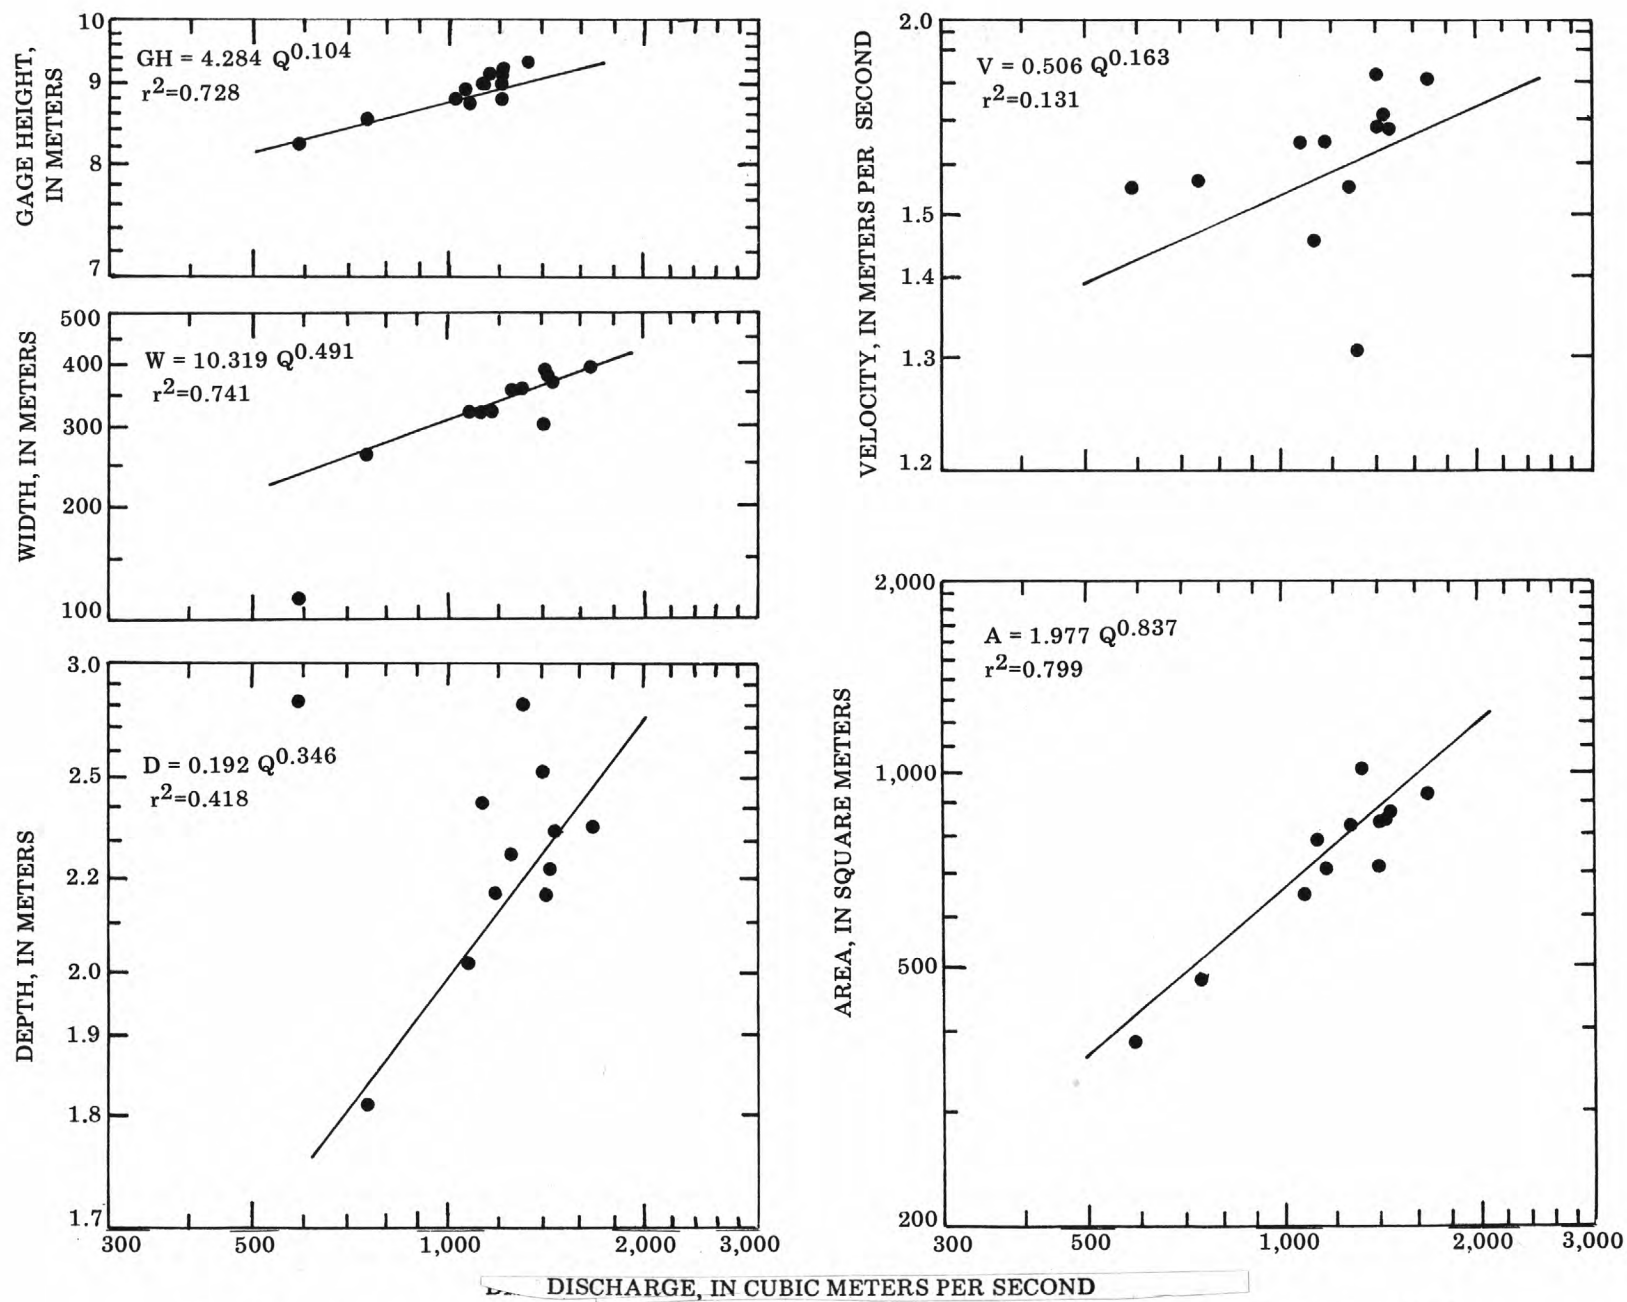 GAGE HEIGHT,
IN METERS
10
9
8
7
GH = 4.284 Q0.104
r2=0.728
WIDTH, IN METERS
500
400
300
200
100
W = 10.319 Q0.491
r2=0.741
DEPTH, IN METERS
3.0
2.5
2.2
2.0
1.9
1.8
1.7
D = 0.192 Q0.346
r2=0.418
300 500 1,000 2,000 3,000
VELOCITY, IN METERS PER SECOND
2.0
1.5
1.4
1.3
1.2
V = 0.506 Q0.163
r2=0.131
AREA, IN SQUARE METERS
2,000
1,000
500
200
A = 1.977 Q0.837
r2=0.799
300 500 1,000 2,000 3,000
DISCHARGE, IN CUBIC METERS PER SECOND